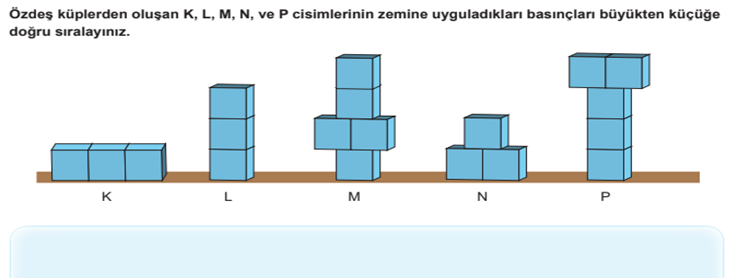 Özdeş küplerden oluşan K, L, M, N, ve P cisimlerinin zemine uyguladıkları basınçları büyükten küçüğe
doğru sıralayınız.
K L M N P